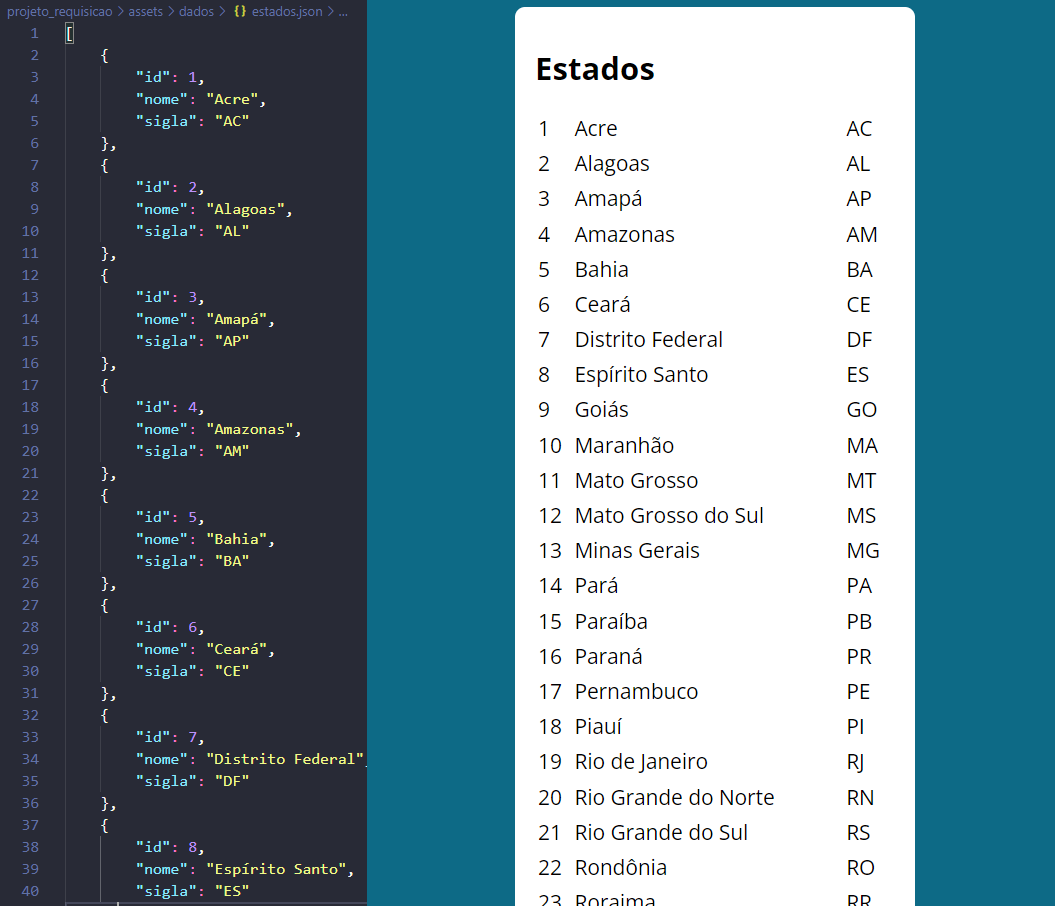 projeto_requisicao > assets > dados > {} estados.json > ...
1 [
2 {
3 "id": 1,
4 "nome": "Acre",
5 "sigla": "AC"
6 },
7 {
8 "id": 2,
9 "nome": "Alagoas",
10 "sigla": "AL"
11 },
12 {
13 "id": 3,
14 "nome": "Amapá",
15 "sigla": "AP"
16 },
17 {
18 "id": 4,
19 "nome": "Amazonas",
20 "sigla": "AM"
21 },
22 {
23 "id": 5,
24 "nome": "Bahia",
25 "sigla": "BA"
26 },
27 {
28 "id": 6,
29 "nome": "Ceará",
30 "sigla": "CE"
31 },
32 {
33 "id": 7,
34 "nome": "Distrito Federal",
35 "sigla": "DF"
36 },
37 {
38 "id": 8,
39 "nome": "Espírito Santo",
40 "sigla": "ES"
Estados
1 Acre AC
2 Alagoas AL
3 Amapá AP
4 Amazonas AM
5 Bahia BA
6 Ceará CE
7 Distrito Federal DF
8 Espírito Santo ES
9 Goiás GO
10 Maranhão MA
11 Mato Grosso MT
12 Mato Grosso do Sul MS
13 Minas Gerais MG
14 Pará PA
15 Paraíba PB
16 Paraná PR
17 Pernambuco PE
18 Piauí PI
19 Rio de Janeiro RJ
20 Rio Grande do Norte RN
21 Rio Grande do Sul RS
22 Rondônia RO
23 Roraima RR